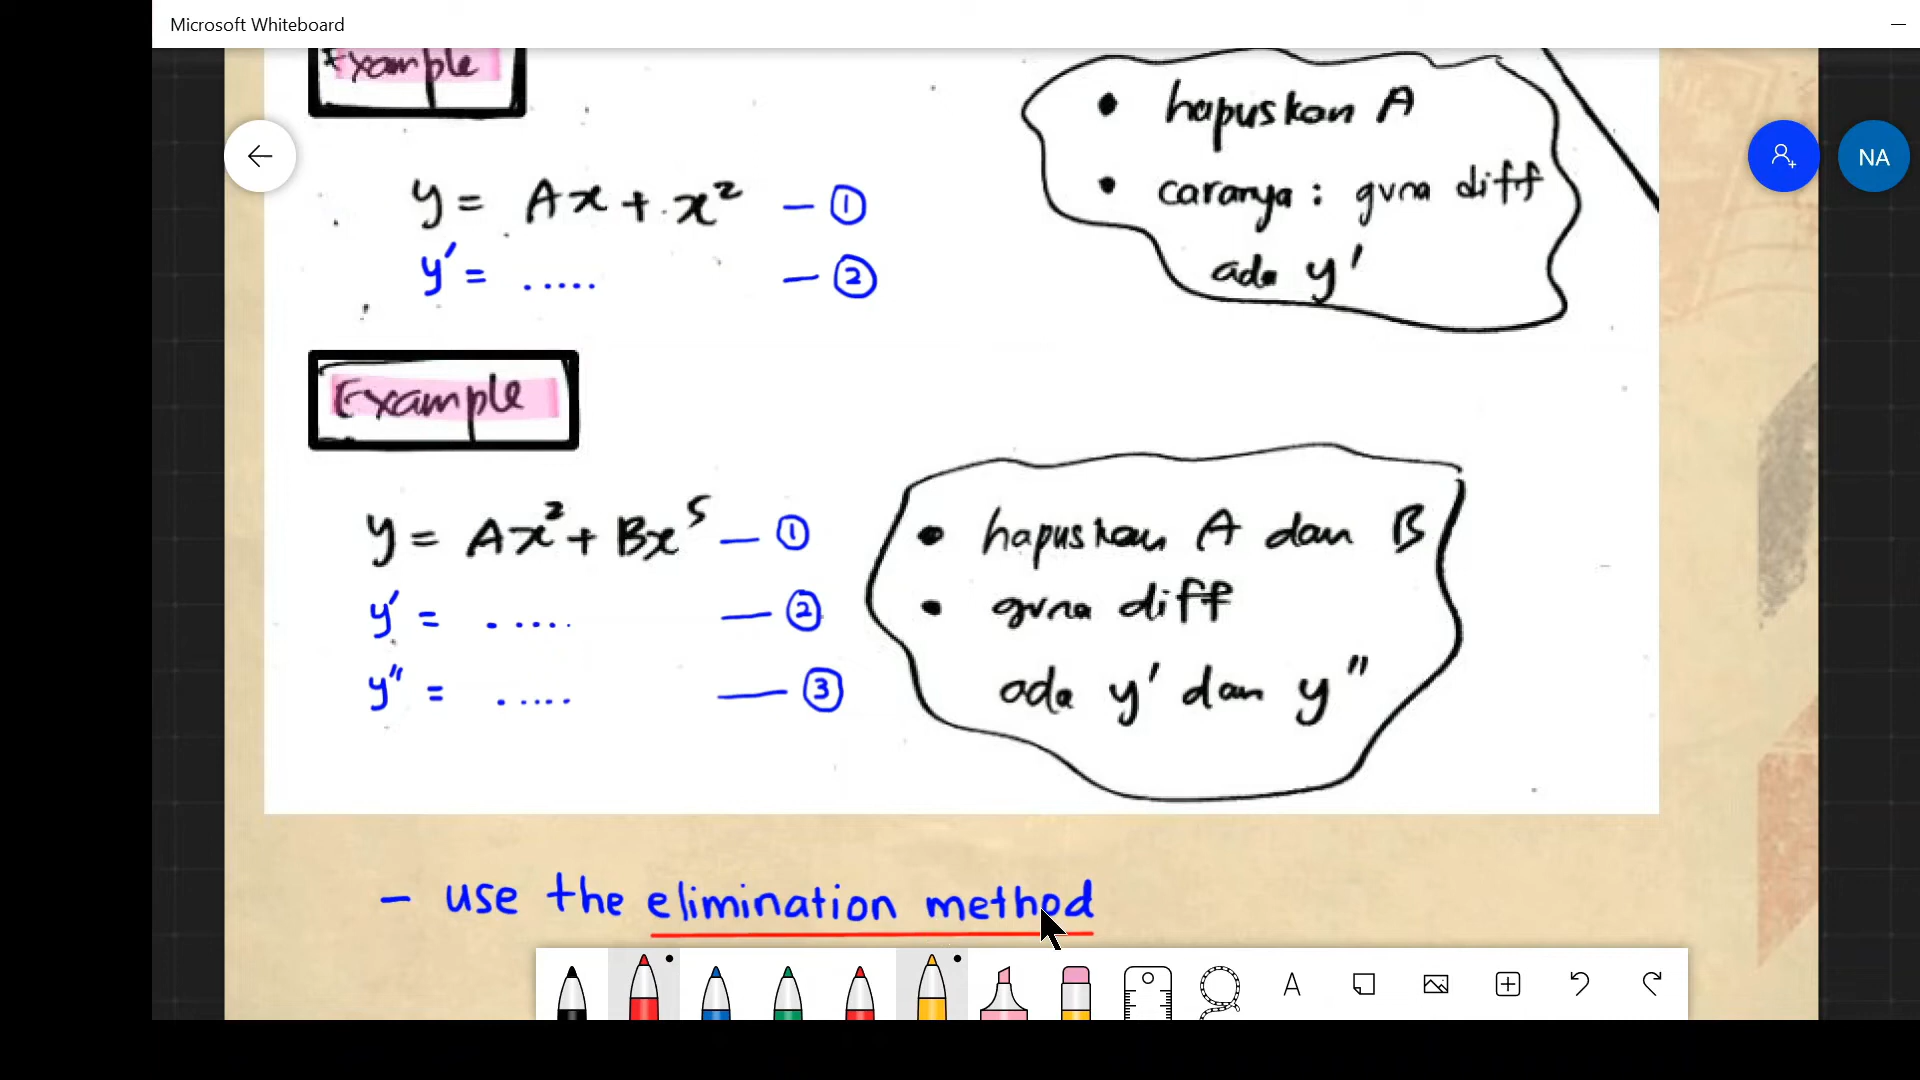 Microsoft Whiteboard
Example
• hapuskan A
• caranya : guna diff
ada y'
y = Ax + x² — ①
y' = ..... — ②
NA
Example
y = Ax² + Bx⁵ — ①
y' = ..... — ②
y" = ..... — ③
• hapuskan A dan B
• guna diff
ada y' dan y"
- use the elimination method
A